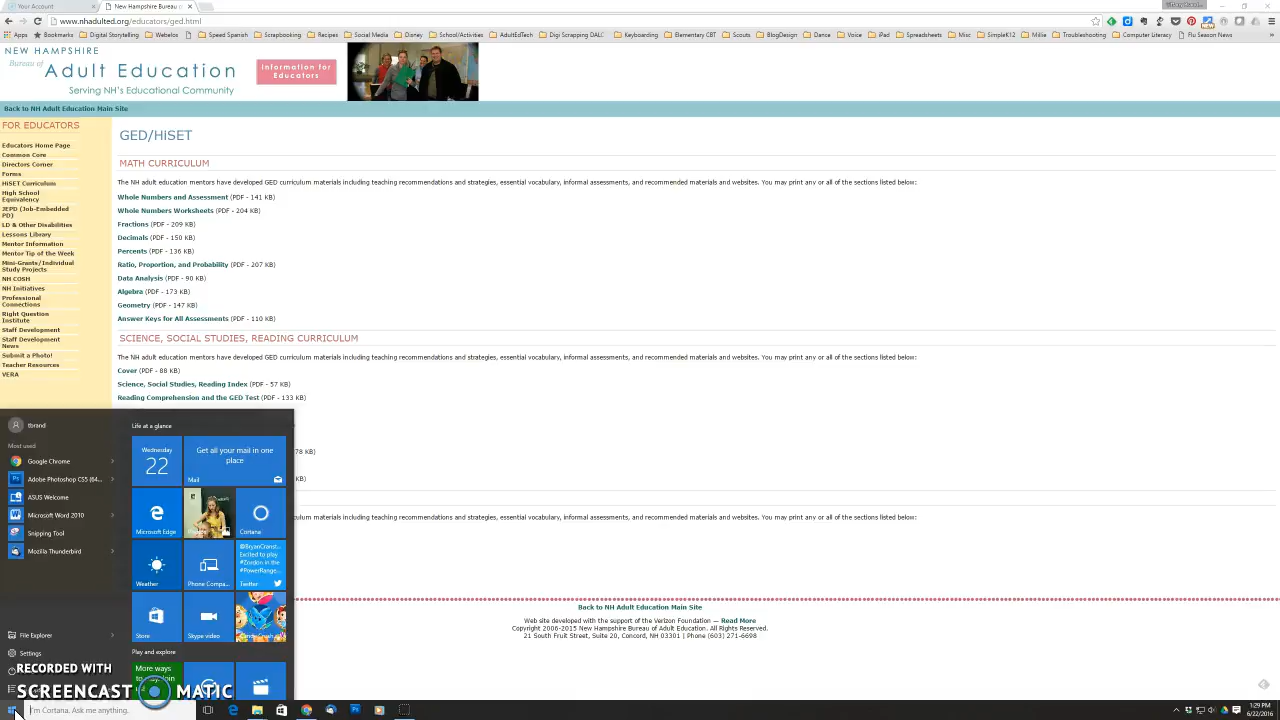 Your Account
New Hampshire Bureau of
www.nhadulted.org/educators/ged.html
Apps Bookmarks Digital Storytelling Webelos Speed Spanish Scrapbooking Recipes Social Media Disney School/Activities AdultEdTech Digi Scrapping DALC Keyboarding Elementary CBT Scouts BlogDesign Dance Voice iPad Spreadsheets Misc SimpleK12 Millie Troubleshooting Computer Literacy Flu Season News
NEW HAMPSHIRE
Bureau of Adult Education
Serving NH's Educational Community
Information for
Educators
Back to NH Adult Education Main Site
FOR EDUCATORS
Educators Home Page
Common Core
Directors Corner
Forms
HiSET Curriculum
High School
Equivalency
JEPD (Job-Embedded
PD)
LD & Other Disabilities
Lessons Library
Mentor Information
Mentor Tip of the Week
Mini-Grants/Individual
Study Projects
NH COSH
NH Initiatives
Professional
Connections
Right Question
Institute
Staff Development
Staff Development
News
Submit a Photo!
Teacher Resources
VERA
GED/HiSET
MATH CURRICULUM
The NH adult education mentors have developed GED curriculum materials including teaching recommendations and strategies, essential vocabulary, informal assessments, and recommended materials and websites. You may print any or all of the sections listed below:
Whole Numbers and Assessment (PDF - 141 KB)
Whole Numbers Worksheets (PDF - 204 KB)
Fractions (PDF - 209 KB)
Decimals (PDF - 150 KB)
Percents (PDF - 136 KB)
Ratio, Proportion, and Probability (PDF - 207 KB)
Data Analysis (PDF - 90 KB)
Algebra (PDF - 173 KB)
Geometry (PDF - 147 KB)
Answer Keys for All Assessments (PDF - 110 KB)
SCIENCE, SOCIAL STUDIES, READING CURRICULUM
The NH adult education mentors have developed GED curriculum materials including teaching recommendations and strategies, essential vocabulary, informal assessments, and recommended materials and websites. You may print any or all of the sections listed below:
Cover (PDF - 88 KB)
Science, Social Studies, Reading Index (PDF - 57 KB)
Reading Comprehension and the GED Test (PDF - 133 KB)
78 KB)
KB)
culum materials including teaching recommendations and strategies, essential vocabulary, informal assessments, and recommended materials and websites. You may print any or all of the sections listed below:
Back to NH Adult Education Main Site
Web site developed with the support of the Verizon Foundation — Read More
Copyright 2006-2015 New Hampshire Bureau of Adult Education. All Rights Reserved.
21 South Fruit Street, Suite 20, Concord, NH 03301 | Phone (603) 271-6698
tbrand
Most used
Google Chrome
Adobe Photoshop CS5 (64...
ASUS Welcome
Microsoft Word 2010
Snipping Tool
Mozilla Thunderbird
File Explorer
Settings
Life at a glance
Wednesday
22
Get all your mail in one
place
Mail
Microsoft Edge
Cortana
Weather
Phone Compa...
@BryanCranst...
Excited to play
#Zordon in the
#PowerRange...
Twitter
Store
Skype video
Play and explore
More ways
RECORDED WITH
SCREENCAST MATIC
I'm Cortana. Ask me anything.
1:29 PM
6/22/2016